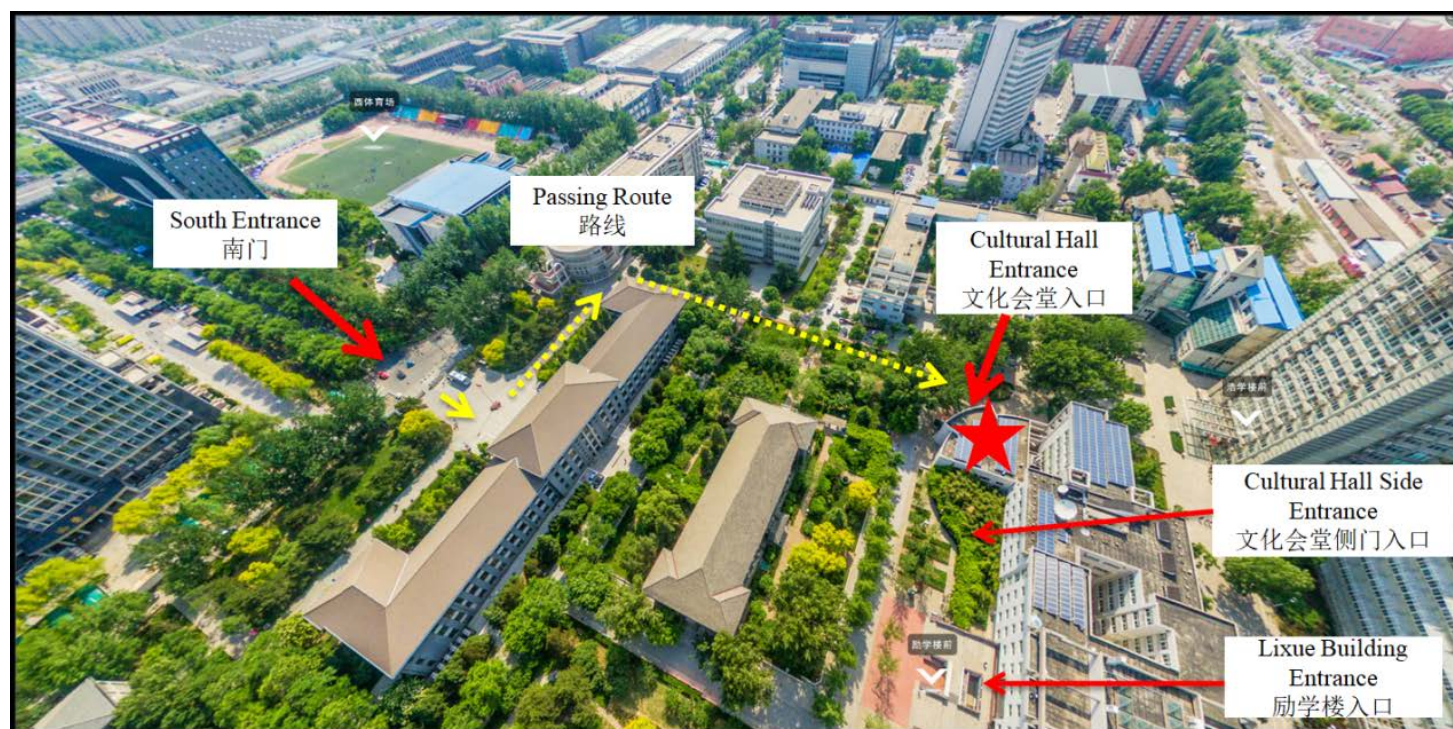 西体育场
South Entrance
南门
Passing Route
路线
Cultural Hall
Entrance
文化会堂入口
励学楼前
Cultural Hall Side
Entrance
文化会堂侧门入口
励学楼前
Lixue Building
Entrance
励学楼入口